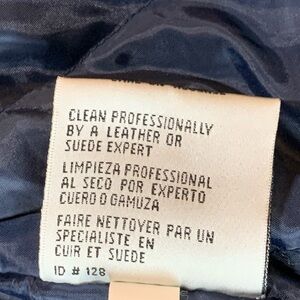 CLEAN PROFESSIONALLY
BY A LEATHER OR
SUEDE EXPERT
LIMPIEZA PROFESSIONAL
AL SECO POR EXPERTO
CUERO O GAMUZA
FAIRE NETTOYER PAR UN
SPECIALISTE EN
CUIR ET SUEDE
ID # 128